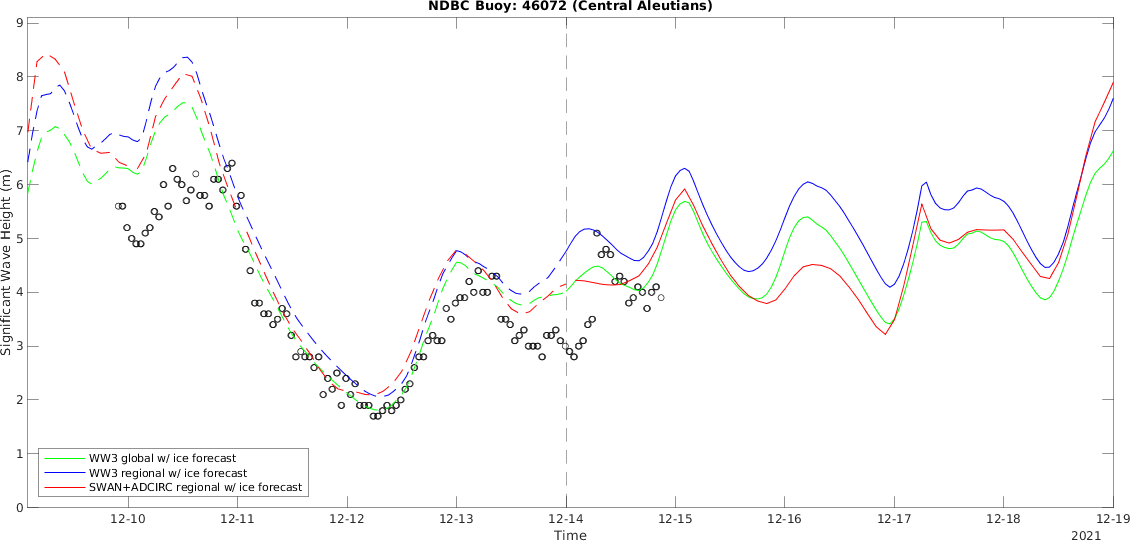 NDBC Buoy: 46072 (Central Aleutians)
9
8
7
6
5
4
3
2
1
0
Significant Wave Height (m)
WW3 global w/ ice forecast
WW3 regional w/ ice forecast
SWAN+ADCIRC regional w/ ice forecast
12-10 12-11 12-12 12-13 12-14 12-15 12-16 12-17 12-18 12-19
Time
2021